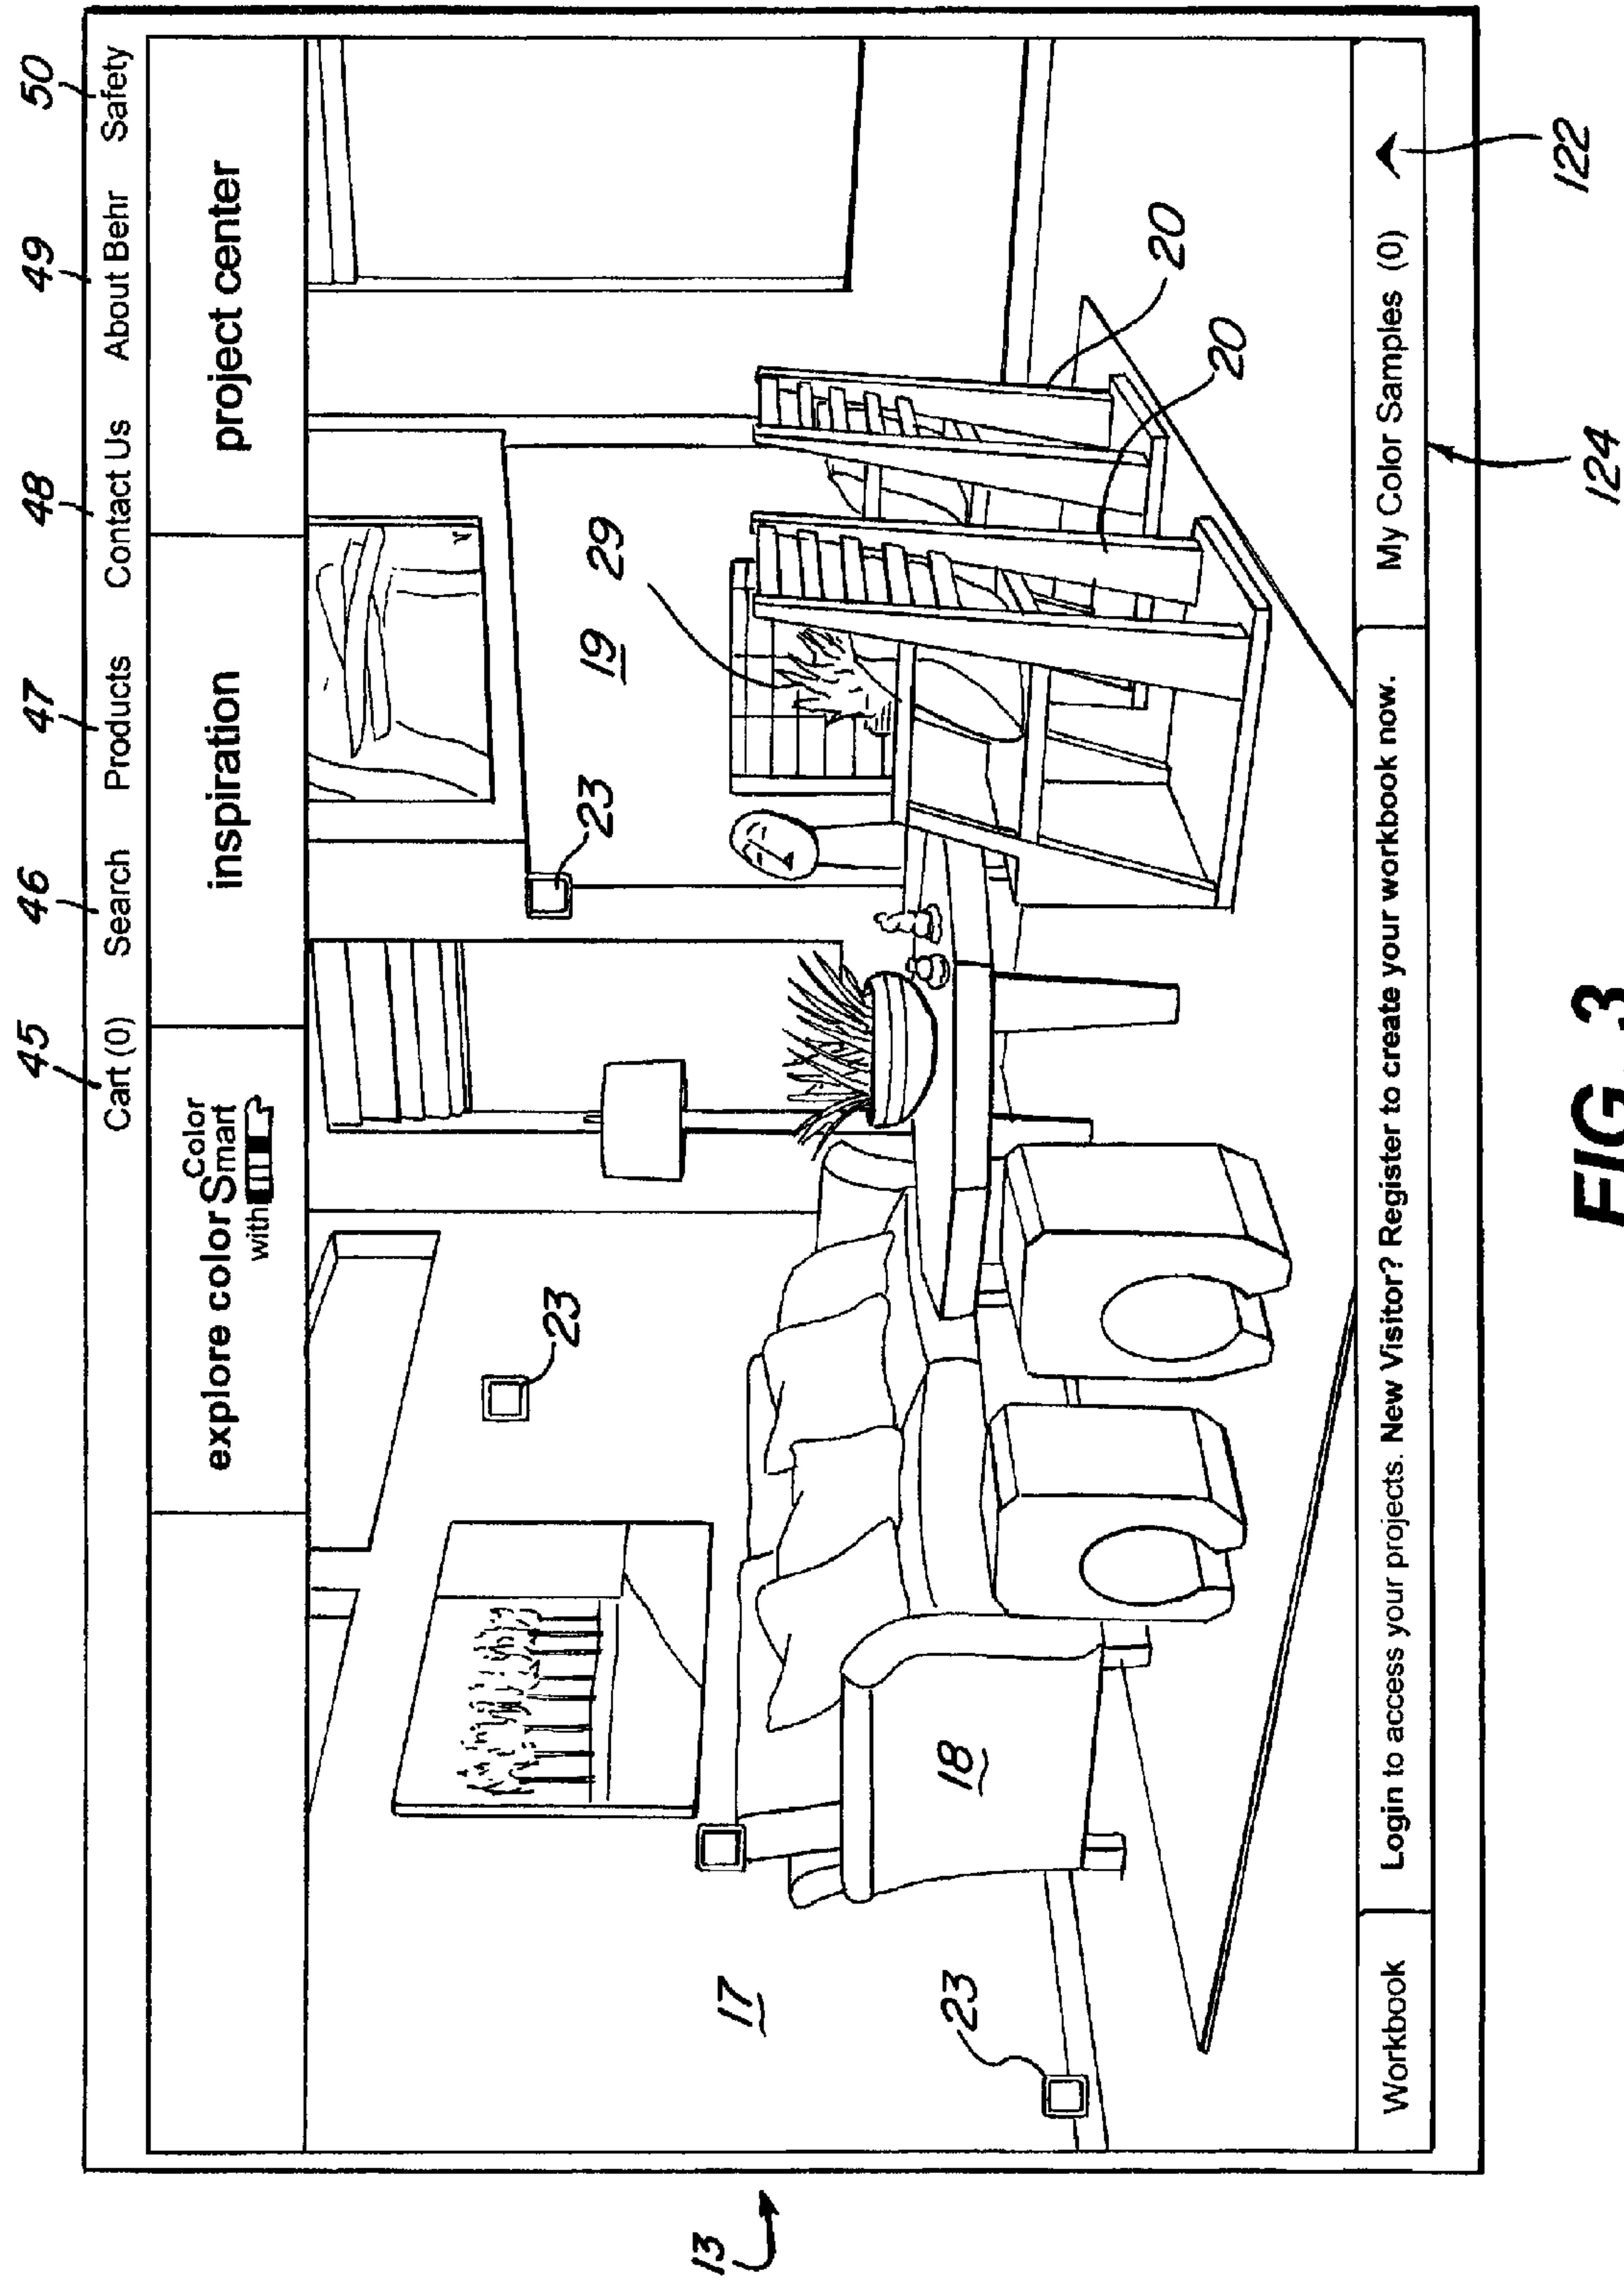 45 46 47 48 49 50
Cart (0) Search Products Contact Us About Behr Safety
explore color with Color Smart
inspiration
project center
23
23
19
29
20
20
17
18
23
13
Workbook
Login to access your projects. New Visitor? Register to create your workbook now.
My Color Samples (0)
122
124
FIG. 3